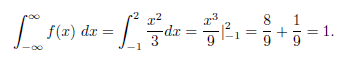 ∫_{-∞}^{∞} f(x) dx = ∫_{-1}^{2} x²/3 dx = x³/9 |_{-1}^{2} = 8/9 + 1/9 = 1.